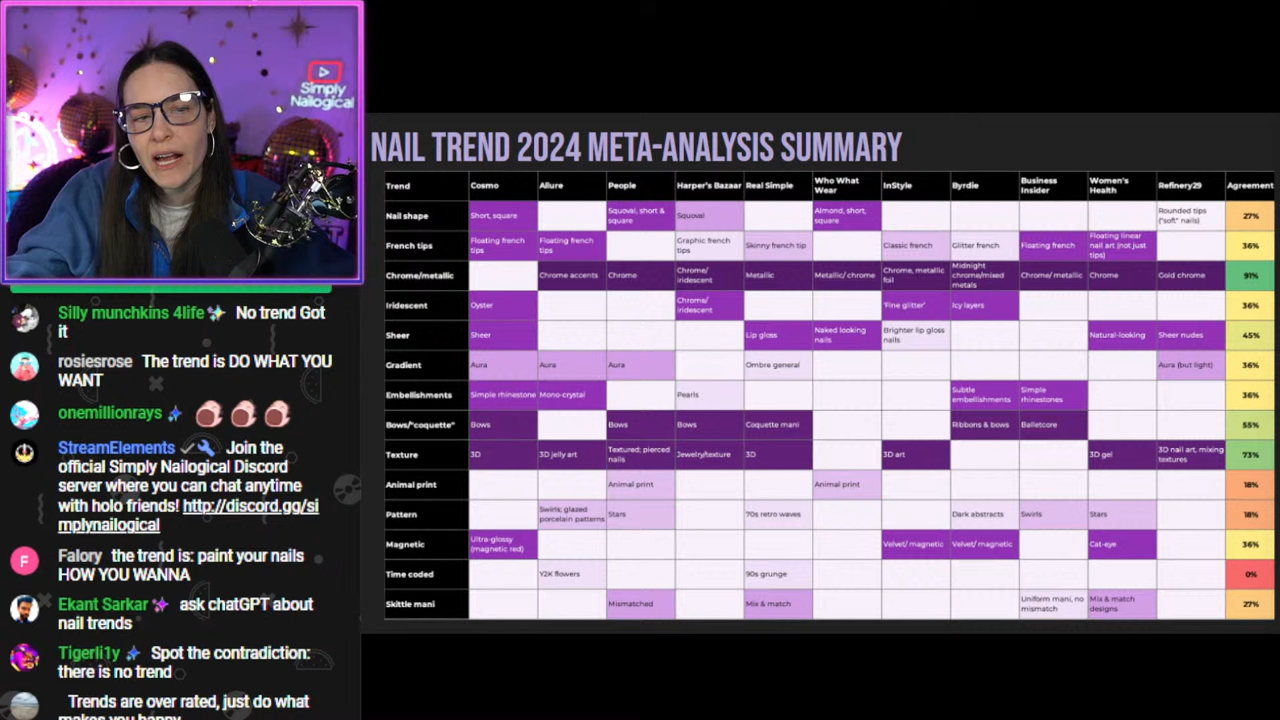 Simply
Nailogical
NAIL TREND 2024 META-ANALYSIS SUMMARY
Trend Cosmo Allure People Harper's Bazaar Real Simple Who What Wear InStyle Byrdie Business Insider Women's Health Refinery29 Agreement
Nail shape Short, square Squoval, short & square Squoval Almond, short, square Rounded tips ("soft" nails) 27%
French tips Floating french tips Floating french tips Graphic french tips Skinny french tip Classic french Glitter french Floating french Floating linear nail art (not just tips) 36%
Chrome/metallic Chrome accents Chrome Chrome/ iridescent Metallic Metallic/ chrome Chrome, metallic foil Midnight chrome/mixed metals Chrome/ metallic Chrome Gold chrome 91%
Iridescent Oyster Chrome/ iridescent 'Fine glitter' Icy layers 36%
Sheer Sheer Lip gloss Naked looking nails Brighter lip gloss nails Natural-looking Sheer nudes 45%
Gradient Aura Aura Aura Ombre general Aura (but light) 36%
Embellishments Simple rhinestone Mono-crystal Pearls Subtle embellishments Simple rhinestones 36%
Bows/"coquette" Bows Bows Bows Coquette mani Ribbons & bows Balletcore 55%
Texture 3D 3D jelly art Textured; pierced nails Jewelry/texture 3D 3D art 3D gel 3D nail art, mixing textures 73%
Animal print Animal print Animal print 18%
Pattern Swirls; glazed porcelain patterns Stars 70s retro waves Dark abstracts Swirls Stars 18%
Magnetic Ultra-glossy (magnetic red) Velvet/ magnetic Velvet/ magnetic Cat-eye 36%
Time coded Y2K flowers 90s grunge 0%
Skittle mani Mismatched Mix & match Uniform mani, no mismatch Mix & match designs 27%
Silly munchkins 4life No trend Got
it
rosiesrose The trend is DO WHAT YOU
WANT
onemillionrays
StreamElements Join the
official Simply Nailogical Discord
server where you can chat anytime
with holo friends! http://discord.gg/si
mplynailogical
F
Falory the trend is: paint your nails
HOW YOU WANNA
Ekant Sarkar ask chatGPT about
nail trends
Tigerli1y Spot the contradiction:
there is no trend
Trends are over rated, just do what
makes you happy